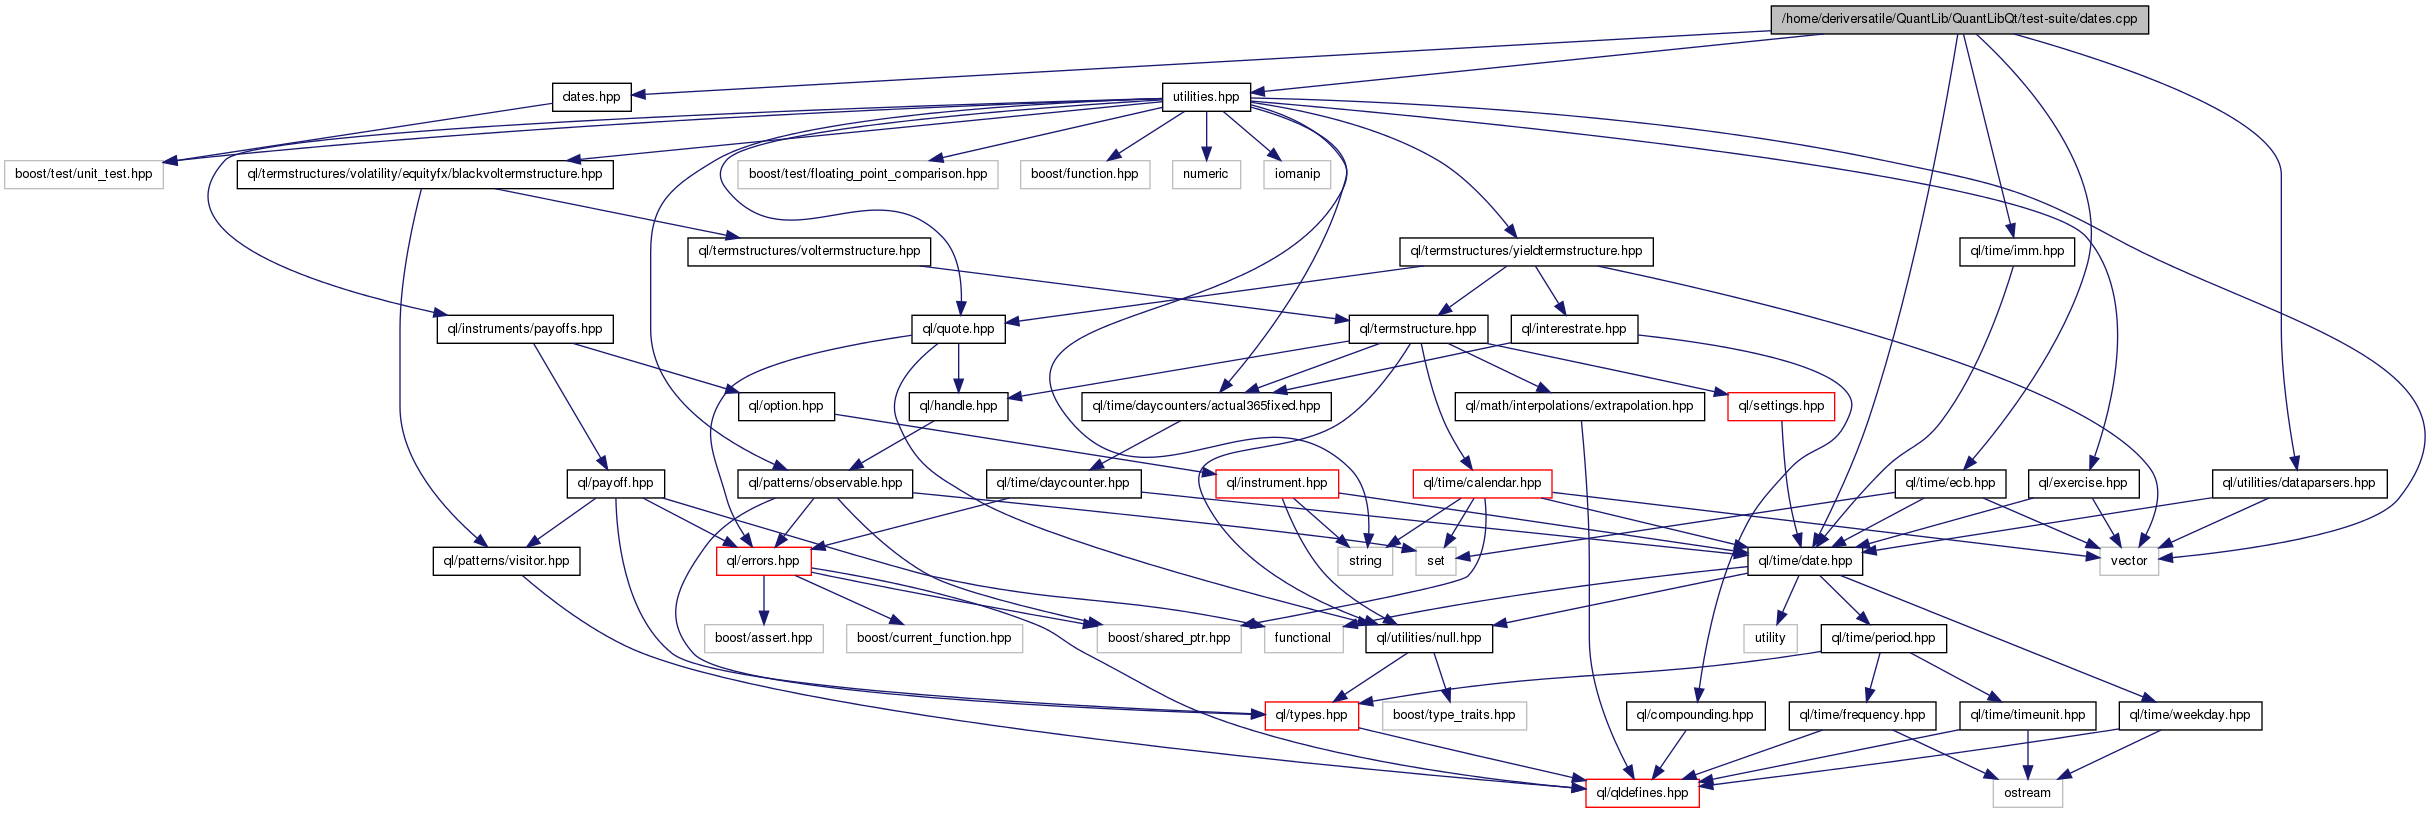 /home/deriversatile/QuantLib/QuantLibQt/test-suite/dates.cpp
dates.hpp
utilities.hpp
boost/test/unit_test.hpp
ql/termstructures/volatility/equityfx/blackvoltermstructure.hpp
boost/test/floating_point_comparison.hpp
boost/function.hpp
numeric
iomanip
ql/termstructures/voltermstructure.hpp
ql/termstructures/yieldtermstructure.hpp
ql/time/imm.hpp
ql/instruments/payoffs.hpp
ql/quote.hpp
ql/termstructure.hpp
ql/interestrate.hpp
ql/option.hpp
ql/handle.hpp
ql/time/daycounters/actual365fixed.hpp
ql/math/interpolations/extrapolation.hpp
ql/settings.hpp
ql/payoff.hpp
ql/patterns/observable.hpp
ql/time/daycounter.hpp
ql/instrument.hpp
ql/time/calendar.hpp
ql/time/ecb.hpp
ql/exercise.hpp
ql/utilities/dataparsers.hpp
ql/patterns/visitor.hpp
ql/errors.hpp
string
set
ql/time/date.hpp
vector
boost/assert.hpp
boost/current_function.hpp
boost/shared_ptr.hpp
functional
ql/utilities/null.hpp
utility
ql/time/period.hpp
ql/types.hpp
boost/type_traits.hpp
ql/compounding.hpp
ql/time/frequency.hpp
ql/time/timeunit.hpp
ql/time/weekday.hpp
ql/qldefines.hpp
ostream